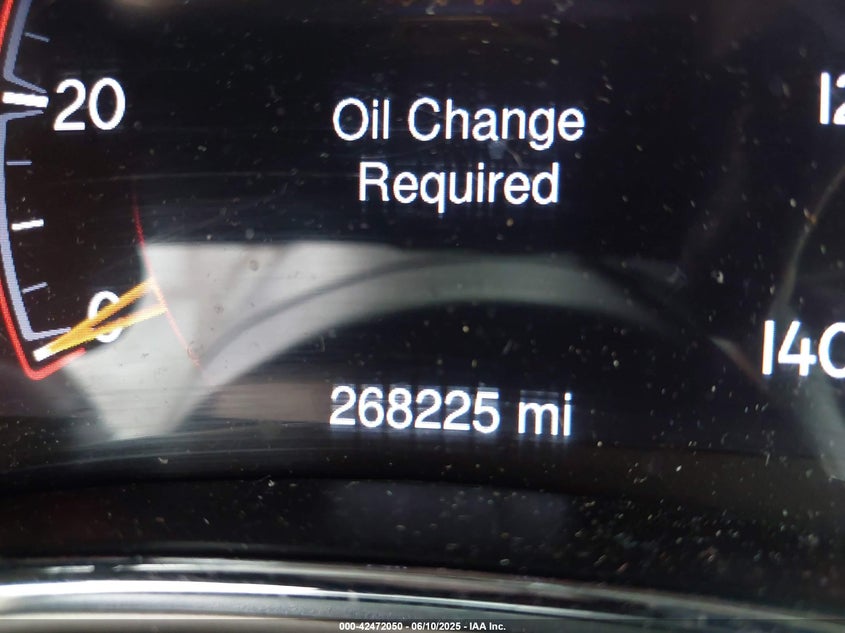 20
Oil Change
Required
0
268225 mi
140
000-42472050 - 06/10/2025 - IAA Inc.